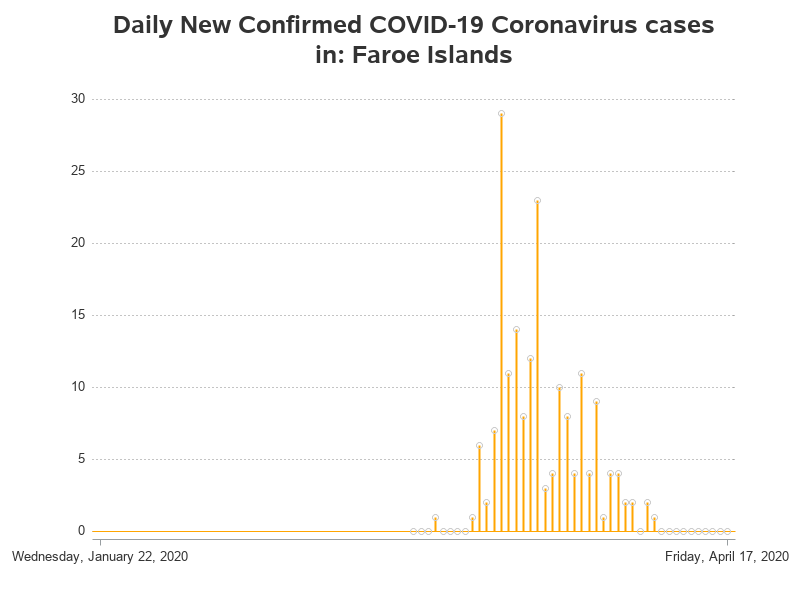 Daily New Confirmed COVID-19 Coronavirus cases
in: Faroe Islands
30
25
20
15
10
5
0
Wednesday, January 22, 2020
Friday, April 17, 2020